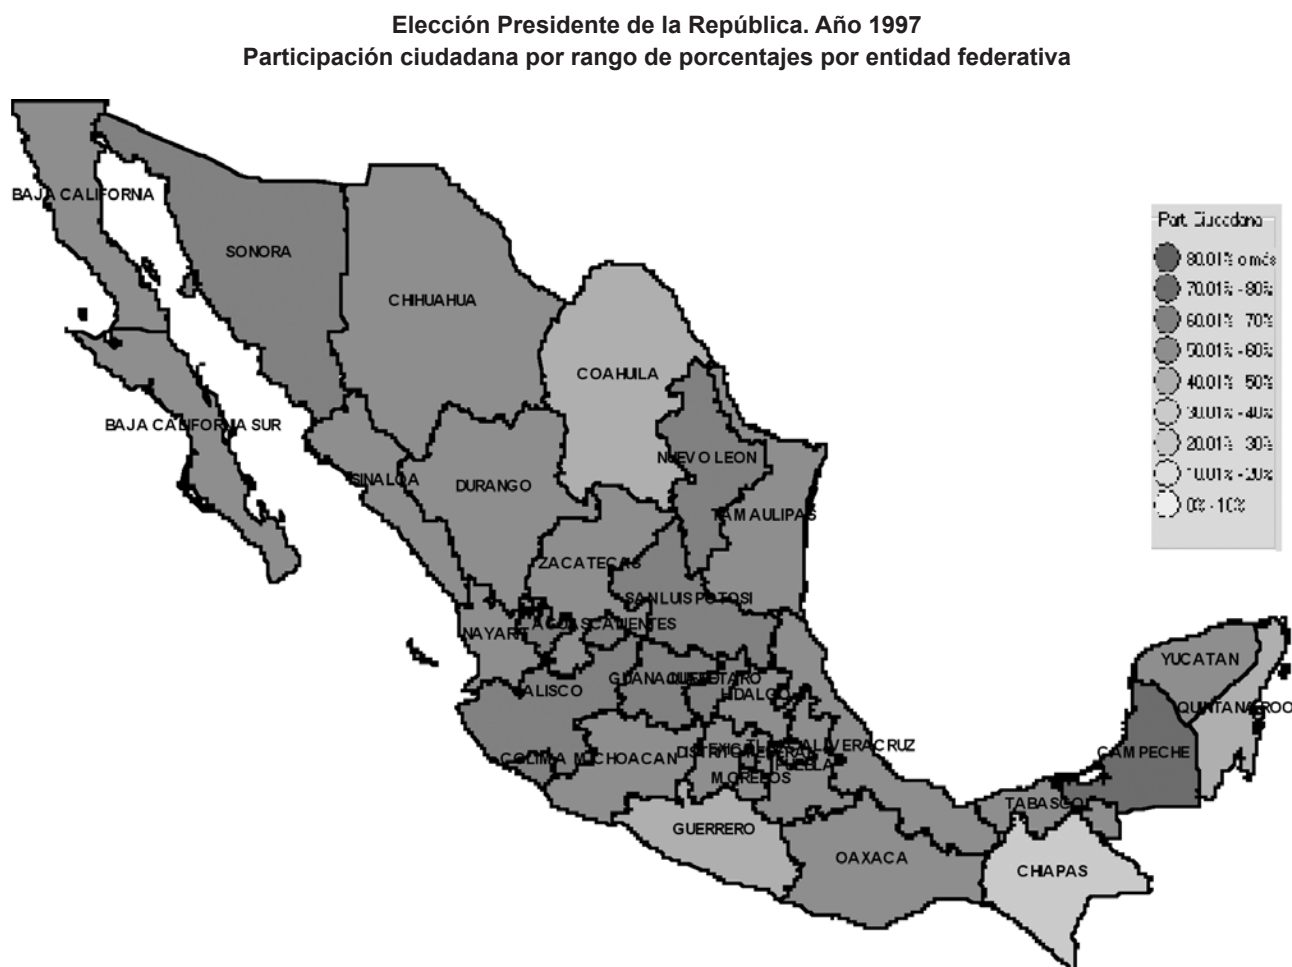 Elección Presidente de la República. Año 1997
Participación ciudadana por rango de porcentajes por entidad federativa
BAJA CALIFORNIA
SONORA
CHIHUAHUA
COAHUILA
BAJA CALIFORNIA SUR
SINALOA
DURANGO
NUEVO LEON
TAMAULIPAS
ZACATECAS
SAN LUIS POTOSI
NAYARIT
AGUASCALIENTES
JALISCO
HIDALGO
COLIMA
MICHOACAN
VERACRUZ
MORELOS
PUEBLA
GUERRERO
OAXACA
TABASCO
CHIAPAS
CAMPECHE
YUCATAN
QUINTANA ROO
Part. Ciudadana
80.01% o más
70.01% - 80%
60.01% - 70%
50.01% - 60%
40.01% - 50%
30.01% - 40%
20.01% - 30%
10.01% - 20%
0% - 10%